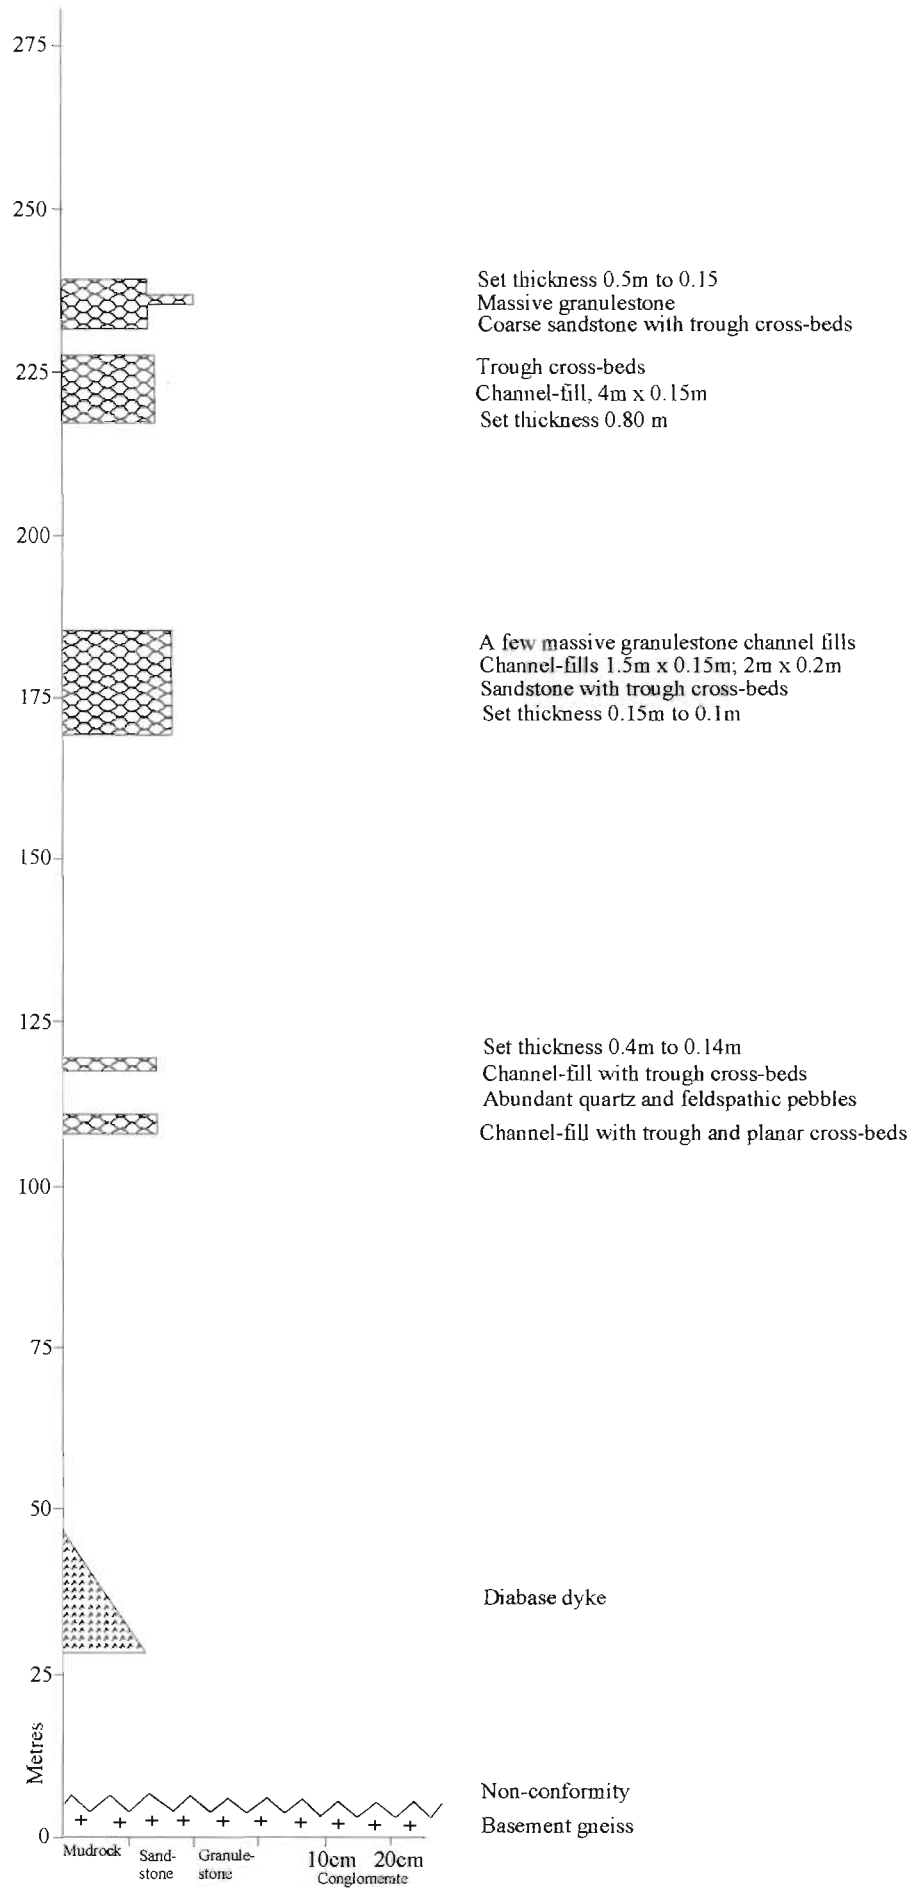 275
250
Set thickness 0.5m to 0.15
Massive granulestone
Coarse sandstone with trough cross-beds
225
Trough cross-beds
Channel-fill, 4m x 0.15m
Set thickness 0.80 m
200
A few massive granulestone channel fills
Channel-fills 1.5m x 0.15m; 2m x 0.2m
175
Sandstone with trough cross-beds
Set thickness 0.15m to 0.1m
150
125
Set thickness 0.4m to 0.14m
Channel-fill with trough cross-beds
Abundant quartz and feldspathic pebbles
Channel-fill with trough and planar cross-beds
100
75
50
Diabase dyke
25
Metres
Non-conformity
Basement gneiss
0
Mudrock
Sand-
stone
Granule-
stone
10cm 20cm
Conglomerate